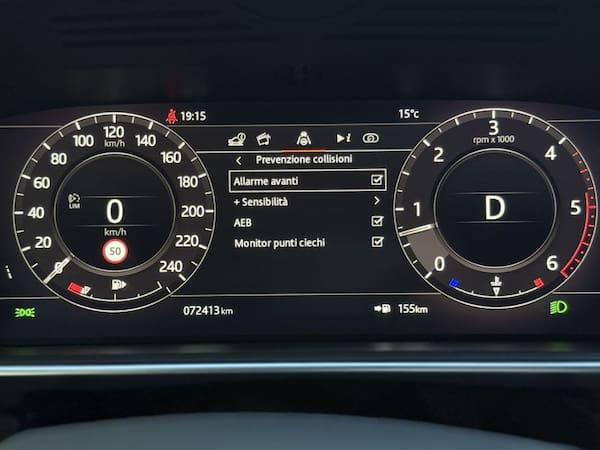 19:15
15°c
0
20
40
60
80
100
120
140
160
180
200
220
240
km/h
LIM
0
km/h
50
Prevenzione collisioni
Allarme avanti
+ Sensibilità
AEB
Monitor punti ciechi
0
1
2
3
4
5
6
rpm x 1000
D
072413 km
155km